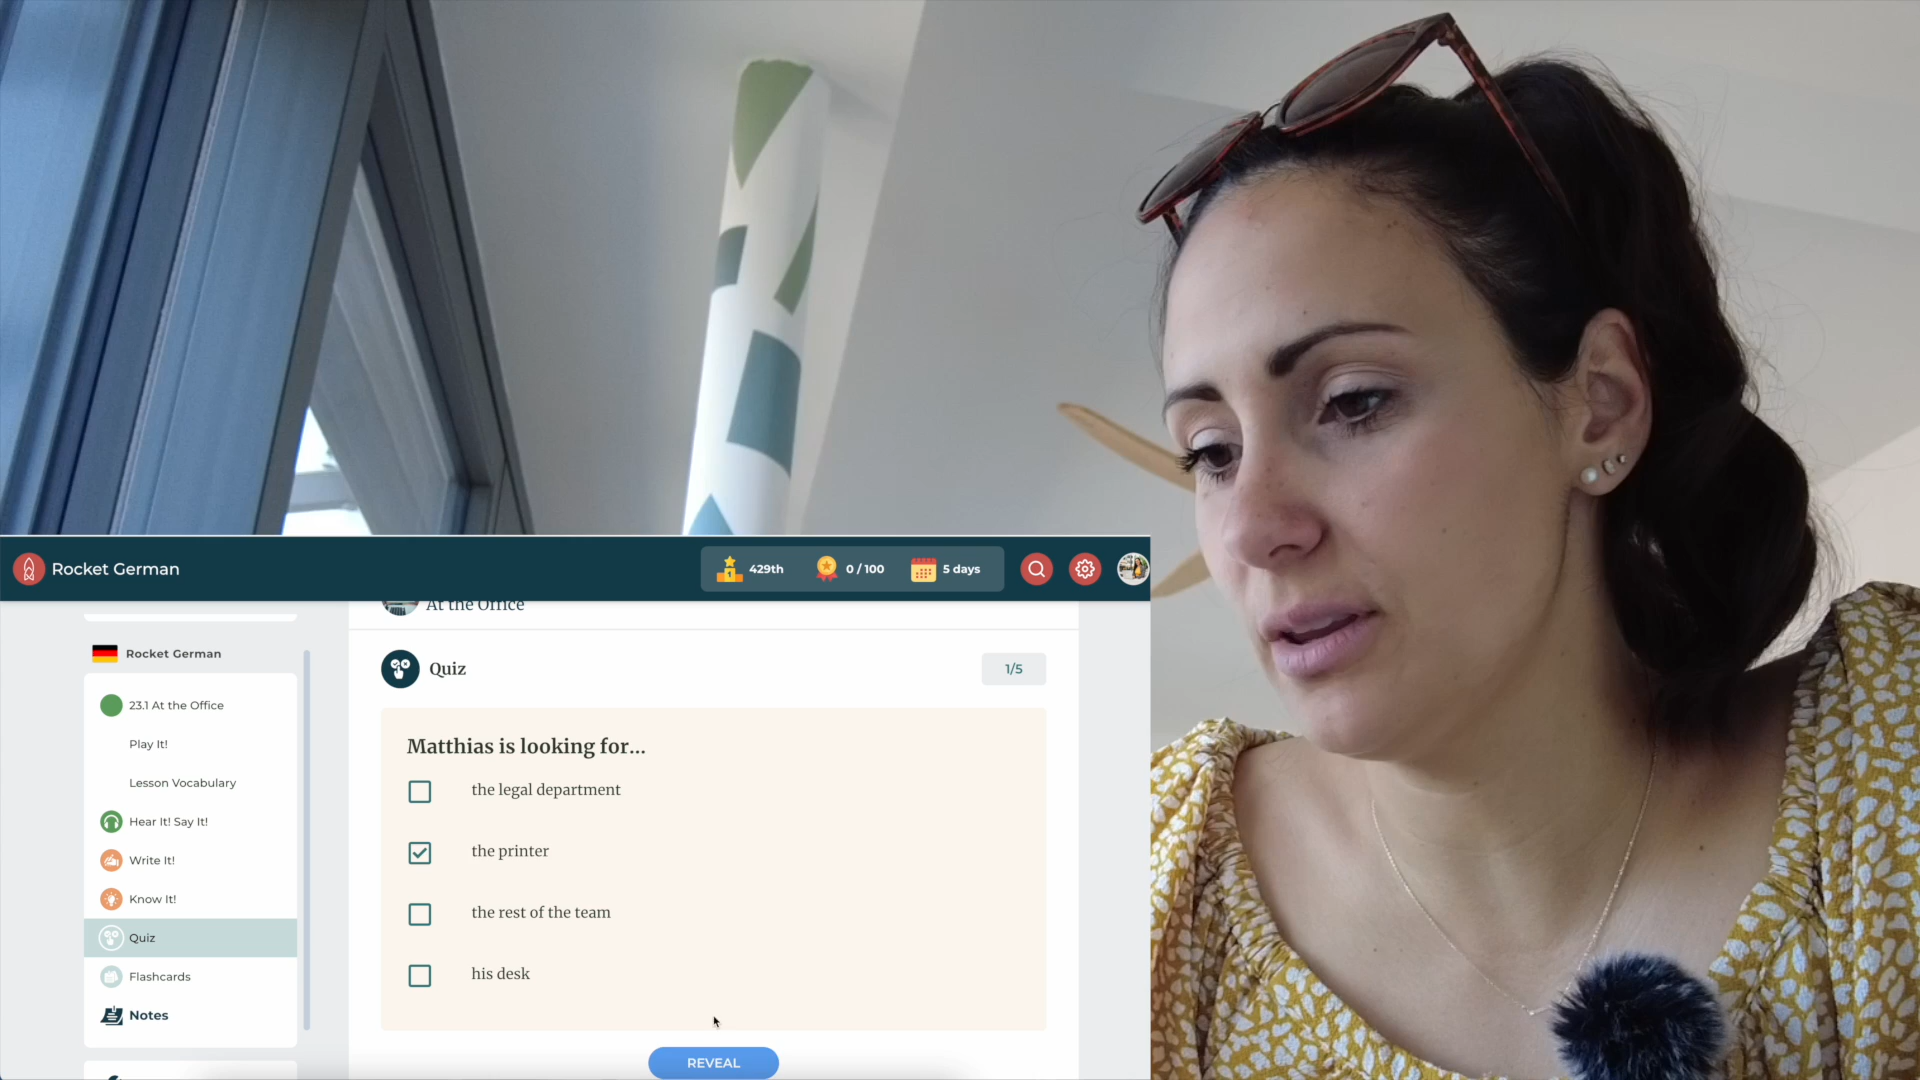 Rocket German
429th
0 / 100
5 days
At the Office
Rocket German
23.1 At the Office
Play It!
Lesson Vocabulary
Hear It! Say It!
Write It!
Know It!
Quiz
Flashcards
Notes
Quiz
1/5
Matthias is looking for...
the legal department
the printer
the rest of the team
his desk
REVEAL